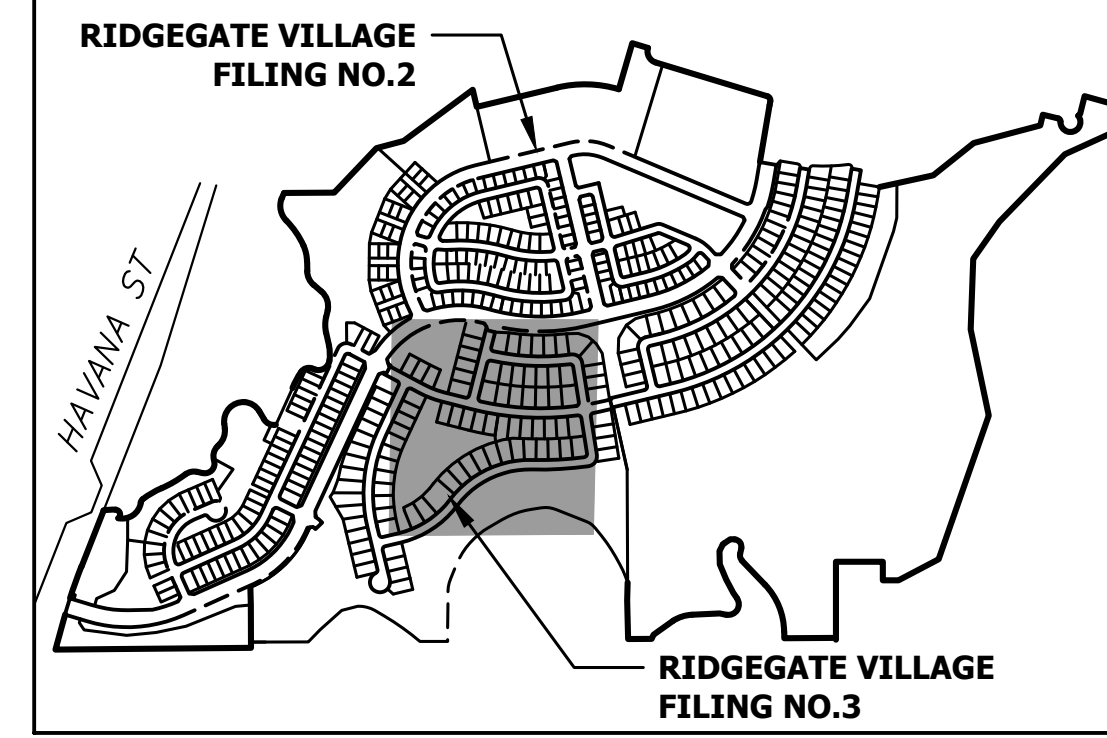 RIDGEGATE VILLAGE
FILING NO.2
HAVANA ST
RIDGEGATE VILLAGE
FILING NO.3